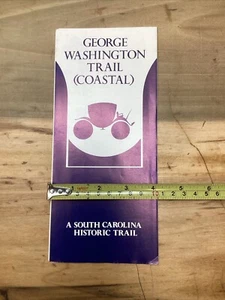 GEORGE
WASHINGTON
TRAIL
(COASTAL)
A SOUTH CAROLINA
HISTORIC TRAIL